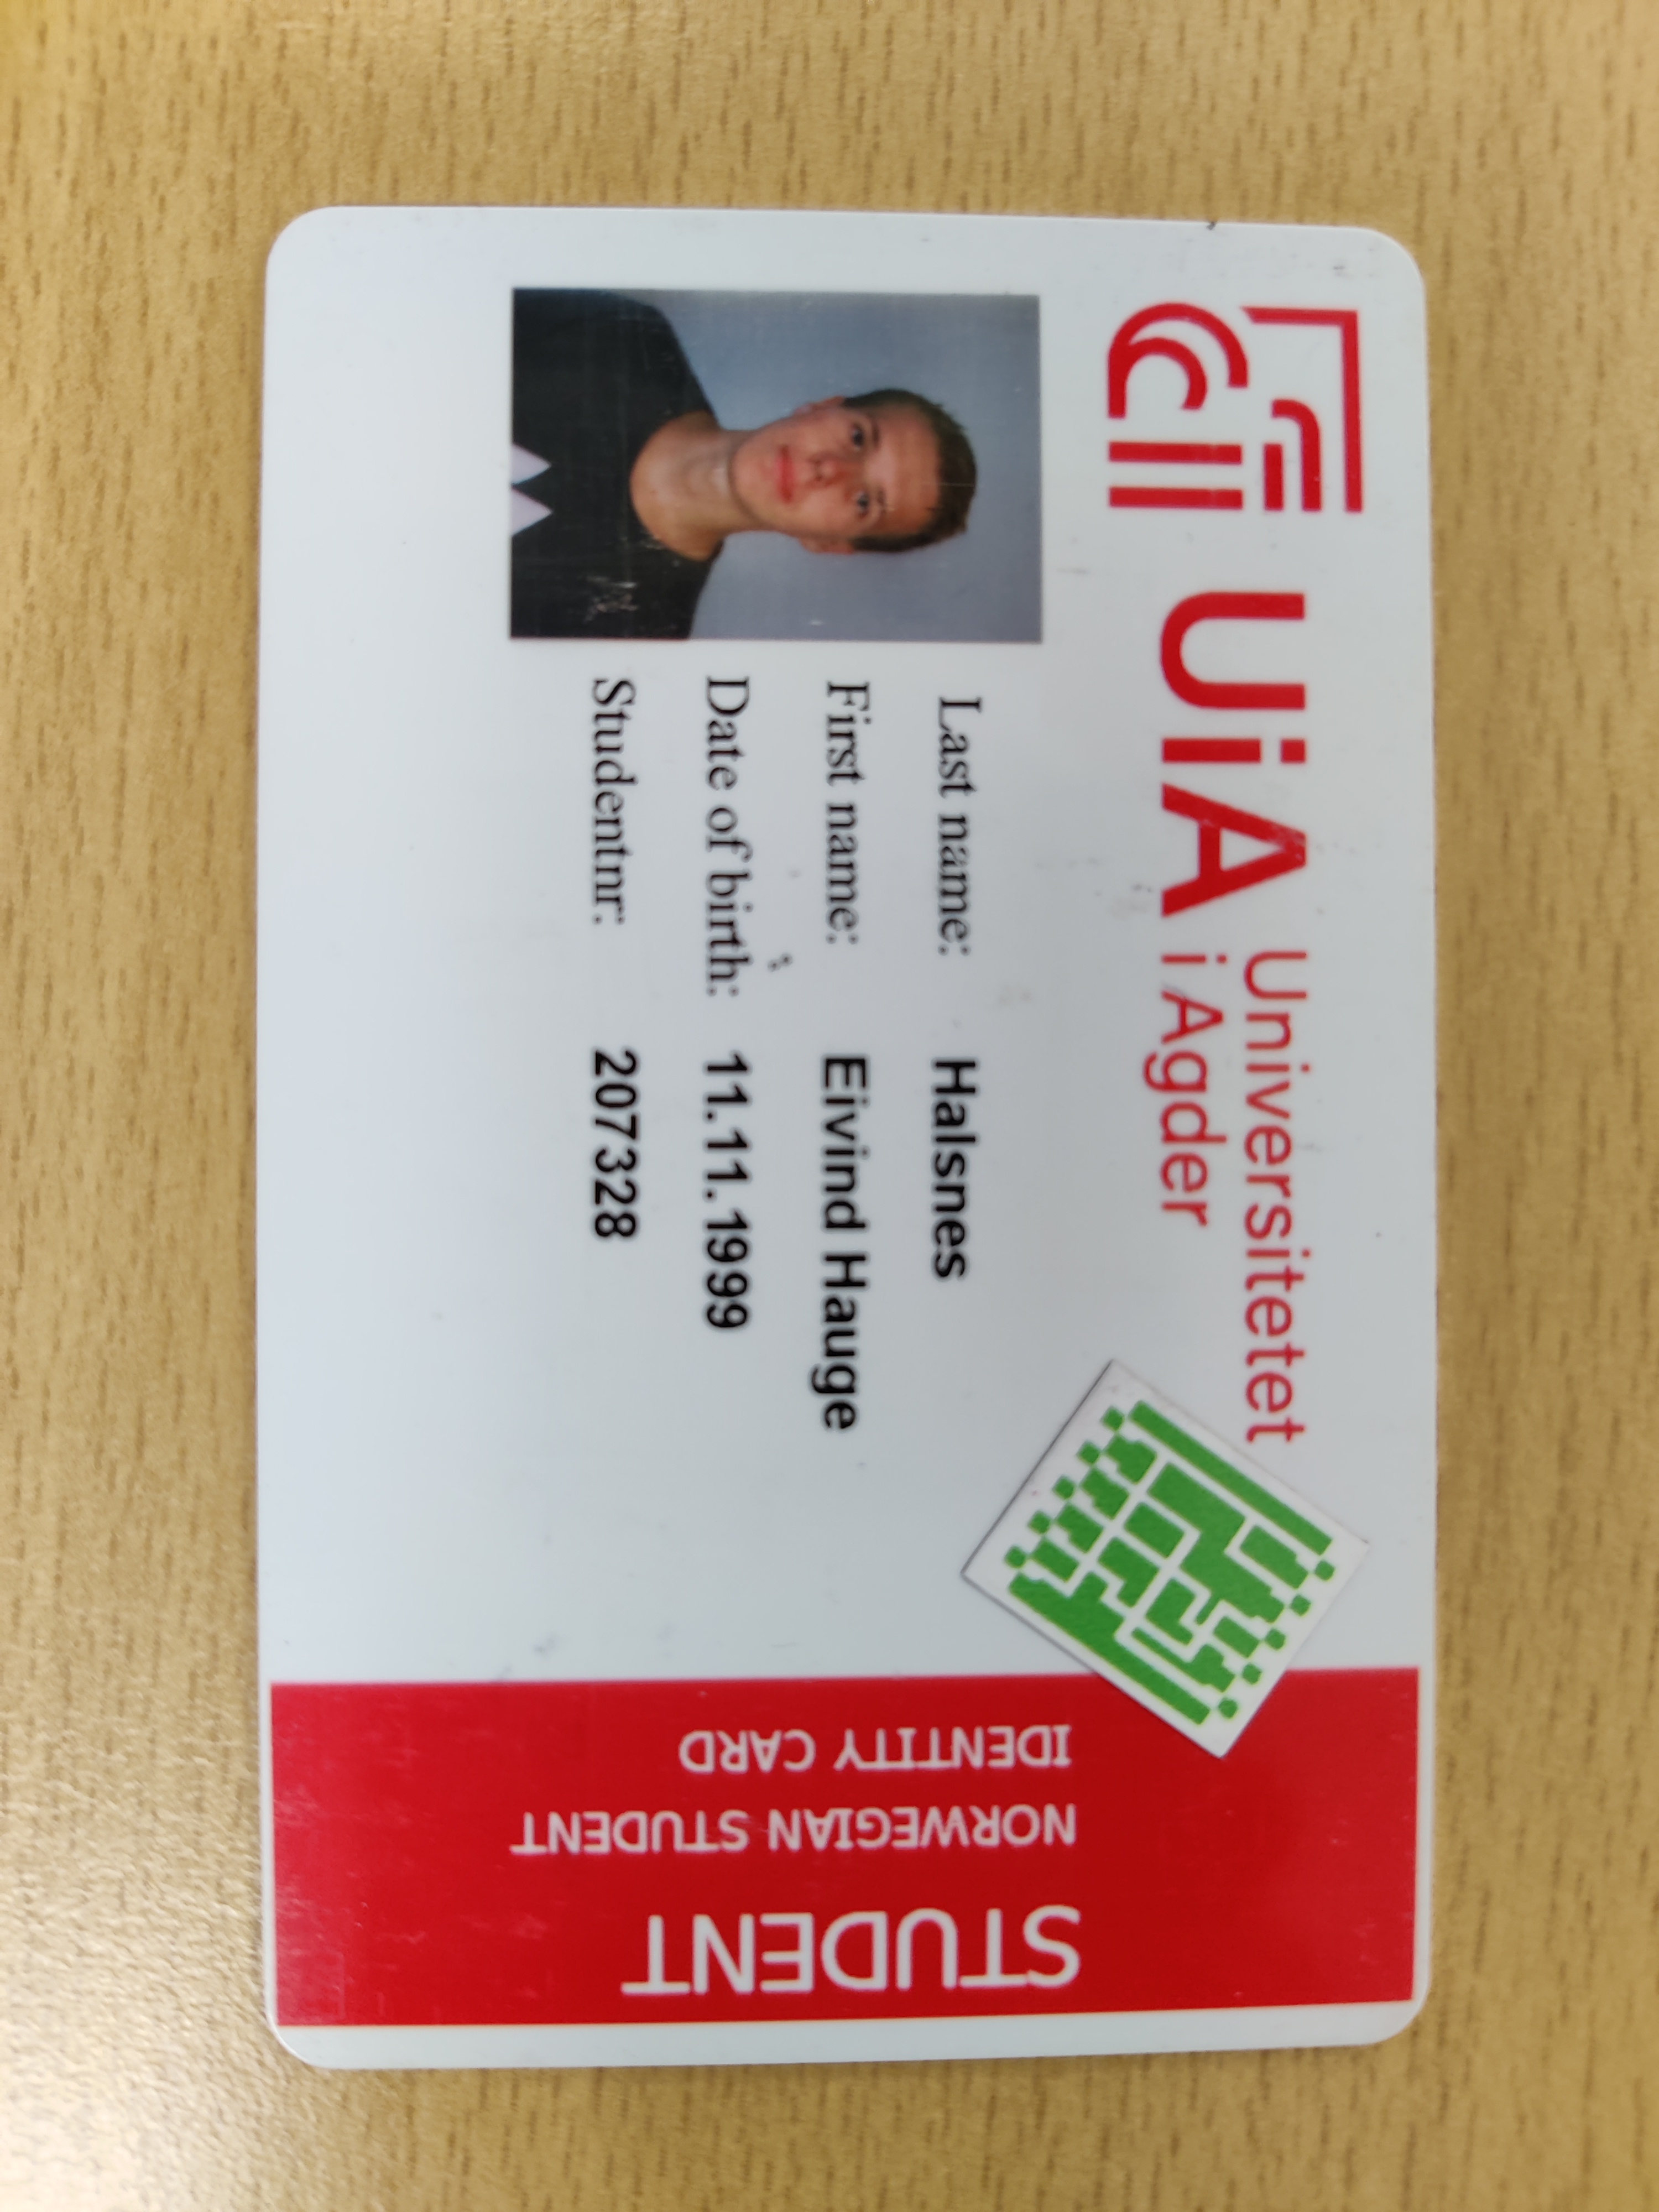 UiA Universitetet
i Agder
Last name: Halsnes
First name: Eivind Hauge
Date of birth: 11.11.1999
Studentnr: 207328
STUDENT
NORWEGIAN STUDENT
IDENTITY CARD